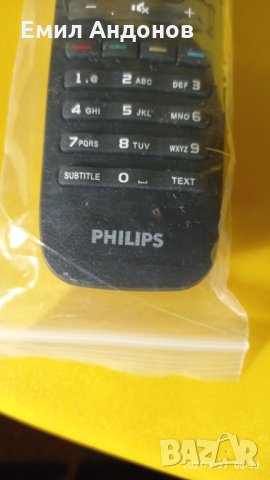 Емил Андонов
− +
1.@ 2 ABC DEF 3
4 GHI 5 JKL MNO 6
7 PQRS 8 TUV WXYZ 9
SUBTITLE 0 TEXT
PHILIPS
BAZAR